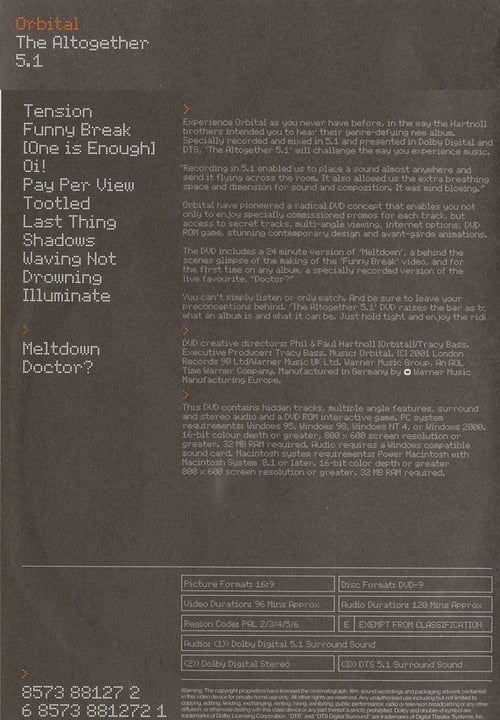 Orbital
The Altogether
5.1
Tension
Funny Break
[One is Enough]
Oi!
Pay Per View
Tootled
Last Thing
Shadows
Waving Not
Drowning
Illuminate
>
Meltdown
Doctor?
>
Experience Orbital as you never have before, in the way the Hartnoll
brothers intended you to hear their genre-defying new album.
Specially recorded and mixed in 5.1 and presented in Dolby Digital and
DTS, 'The Altogether 5.1' will challenge the way you experience music.
"Recording in 5.1 enabled us to place a sound almost anywhere and
send it flying across the room. It also allowed us the extra breathing
space and dimension for sound and composition. It was mind blowing."
Orbital have pioneered a radical DVD concept that enables you not
only to enjoy specially commissioned promos for each track, but
access to secret tracks, multi-angle viewing, internet options, DVD
ROM game, stunning contemporary design and avant-garde animations.
The DVD includes a 24 minute version of 'Meltdown', a behind the
scenes glimpse of the making of the 'Funny Break' video, and for
the first time on any album, a specially recorded version of the
live favourite, "Doctor?"
You can't simply listen or only watch. And be sure to leave your
preconceptions behind. 'The Altogether 5.1' DVD raises the bar as to
what an album is and what it can be. Just hold tight and enjoy the ride
>
DVD creative directors: Phil & Paul Hartnoll (Orbital)/Tracy Bass.
Executive Producer: Tracy Bass. Music: Orbital. (C) 2001 London
Records 90 Ltd/Warner Music UK Ltd. Warner Music Group, An AOL
Time Warner Company. Manufactured in Germany by Warner Music
Manufacturing Europe.
>
This DVD contains hidden tracks, multiple angle features, surround
and stereo audio and a DVD ROM interactive game. PC system
requirements: Windows 95, Windows 98, Windows NT 4, or Windows 2000.
16-bit colour depth or greater, 800 x 600 screen resolution or
greater. 32 MB RAM required. Audio requires a Windows compatible
sound card. Macintosh system requirements: Power Macintosh with
Macintosh System 8.1 or later. 16-bit color depth or greater
800 x 600 screen resolution or greater. 32 MB RAM required.
Picture Format: 16:9
Disc Format: DVD-9
Video Duration: 96 Mins Approx
Audio Duration: 120 Mins Approx
Region Code: PAL 2/3/4/5/6
E EXEMPT FROM CLASSIFICATION
Audio: <1>> Dolby Digital 5.1 Surround Sound
<2>> Dolby Digital Stereo
<3>> DTS 5.1 Surround Sound
>
8573 88127 2
6 8573 881272 1
Warning: The copyright proprietors have licensed the cinematograph, film, sound recordings and packaging artwork contained
in this video device for private home use only. All other rights are reserved. Any unauthorised use including but not limited to
copying, editing, lending, exchanging, renting, hiring, exhibiting, public performance, radio or television broadcasting or any other
diffusion, or otherwise dealing with this video device or any part thereof is strictly prohibited. Dolby and double-d symbol are
trademarks of Dolby Licensing Corporation. "DTS" and "DTS Digital Surround" are trademarks of Digital Theater Systems, Inc.